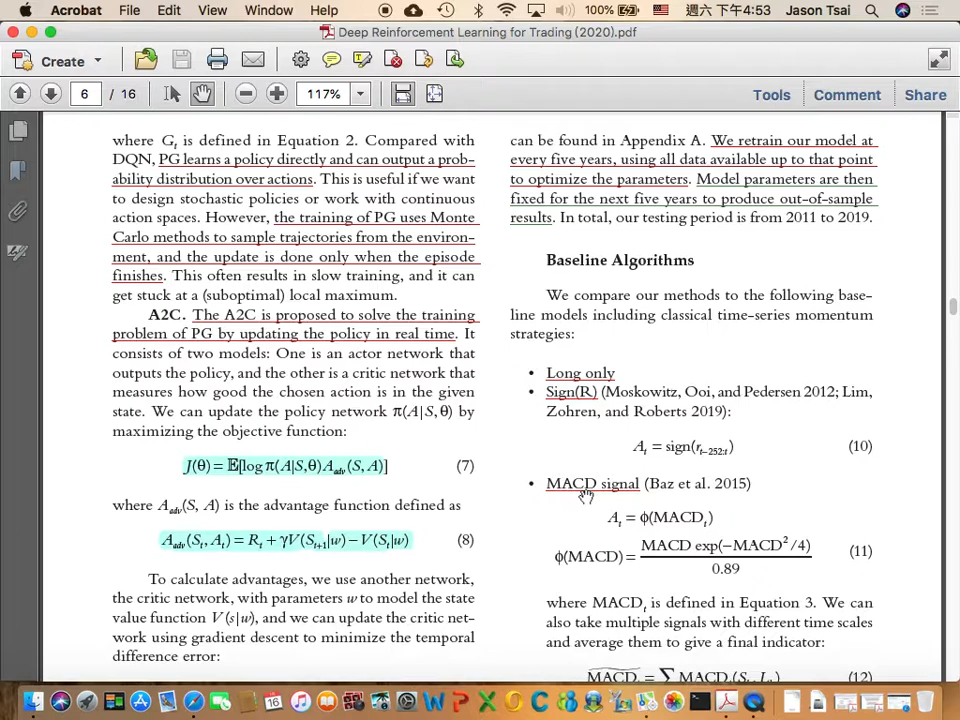 Acrobat File Edit View Window Help 100% 週六 下午4:53 Jason Tsai
Deep Reinforcement Learning for Trading (2020).pdf
Create
6 / 16 117% Tools Comment Share
where Gt is defined in Equation 2. Compared with
DQN, PG learns a policy directly and can output a prob-
ability distribution over actions. This is useful if we want
to design stochastic policies or work with continuous
action spaces. However, the training of PG uses Monte
Carlo methods to sample trajectories from the environ-
ment, and the update is done only when the episode
finishes. This often results in slow training, and it can
get stuck at a (suboptimal) local maximum.
A2C. The A2C is proposed to solve the training
problem of PG by updating the policy in real time. It
consists of two models: One is an actor network that
outputs the policy, and the other is a critic network that
measures how good the chosen action is in the given
state. We can update the policy network π(A|S,θ) by
maximizing the objective function:
J(θ) = 𝔼[log π(A|S,θ)Aadv(S, A)] (7)
where Aadv(S, A) is the advantage function defined as
Aadv(St, At) = Rt + γV(St+1|w) − V(St|w) (8)
To calculate advantages, we use another network,
the critic network, with parameters w to model the state
value function V(s|w), and we can update the critic net-
work using gradient descent to minimize the temporal
difference error:
can be found in Appendix A. We retrain our model at
every five years, using all data available up to that point
to optimize the parameters. Model parameters are then
fixed for the next five years to produce out-of-sample
results. In total, our testing period is from 2011 to 2019.
Baseline Algorithms
We compare our methods to the following base-
line models including classical time-series momentum
strategies:
• Long only
• Sign(R) (Moskowitz, Ooi, and Pedersen 2012; Lim,
Zohren, and Roberts 2019):
At = sign(rt−252:t) (10)
• MACD signal (Baz et al. 2015)
At = ϕ(MACDt)
ϕ(MACD) = MACD exp(−MACD²/4) / 0.89 (11)
where MACDt is defined in Equation 3. We can
also take multiple signals with different time scales
and average them to give a final indicator:
MACDt = ∑ MACDt(S, L) (12)